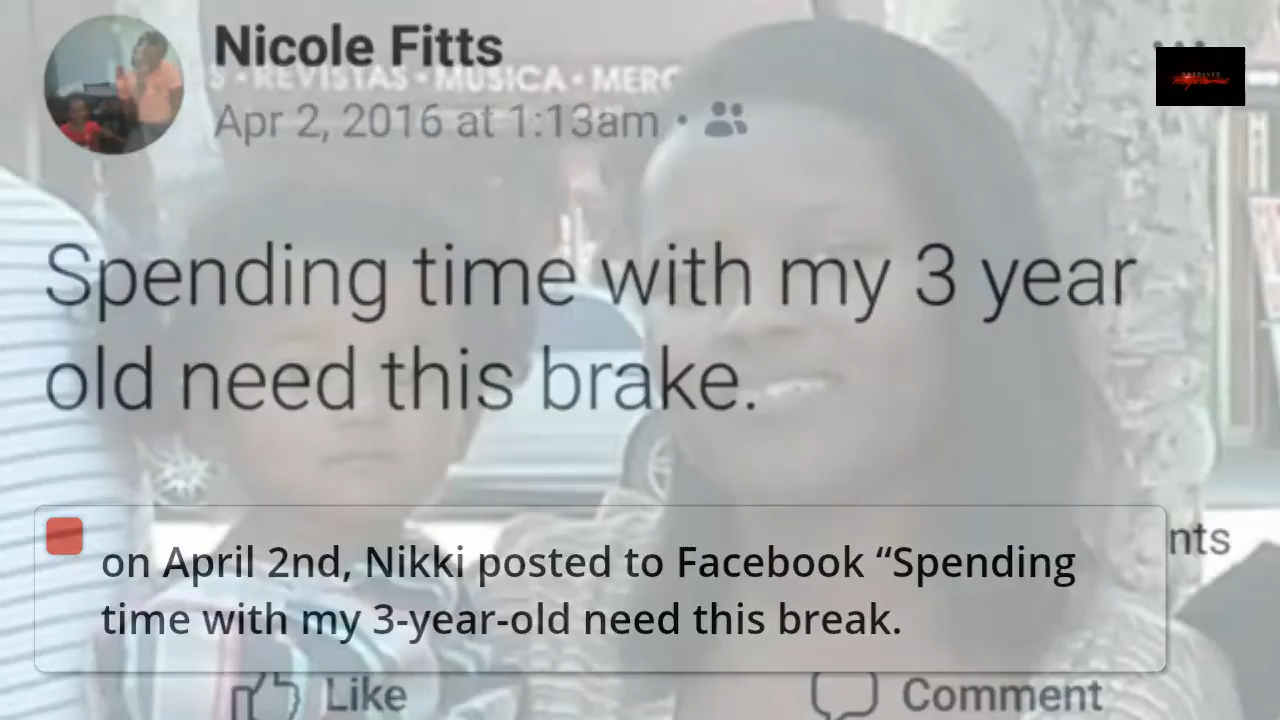 Nicole Fitts
S • REVISTAS • MUSICA • MERC
Apr 2, 2016 at 1:13am •
Spending time with my 3 year
old need this brake.
nts
on April 2nd, Nikki posted to Facebook “Spending
time with my 3-year-old need this break.
Like
Comment